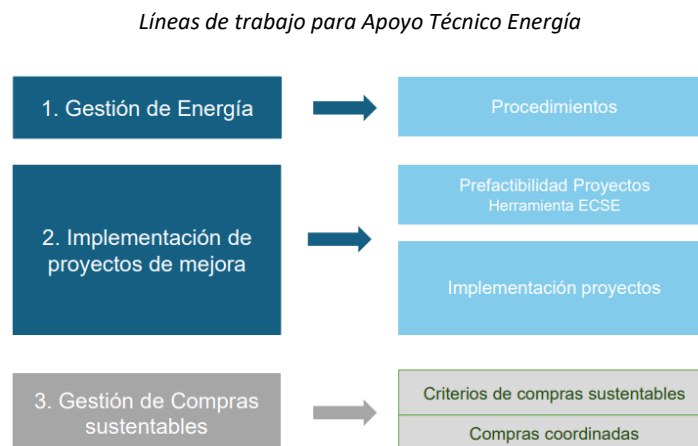 Líneas de trabajo para Apoyo Técnico Energía
1. Gestión de Energía
Procedimientos
2. Implementación de
proyectos de mejora
Prefactibilidad Proyectos
Herramienta ECSE
Implementación proyectos
3. Gestión de Compras
sustentables
Criterios de compras sustentables
Compras coordinadas